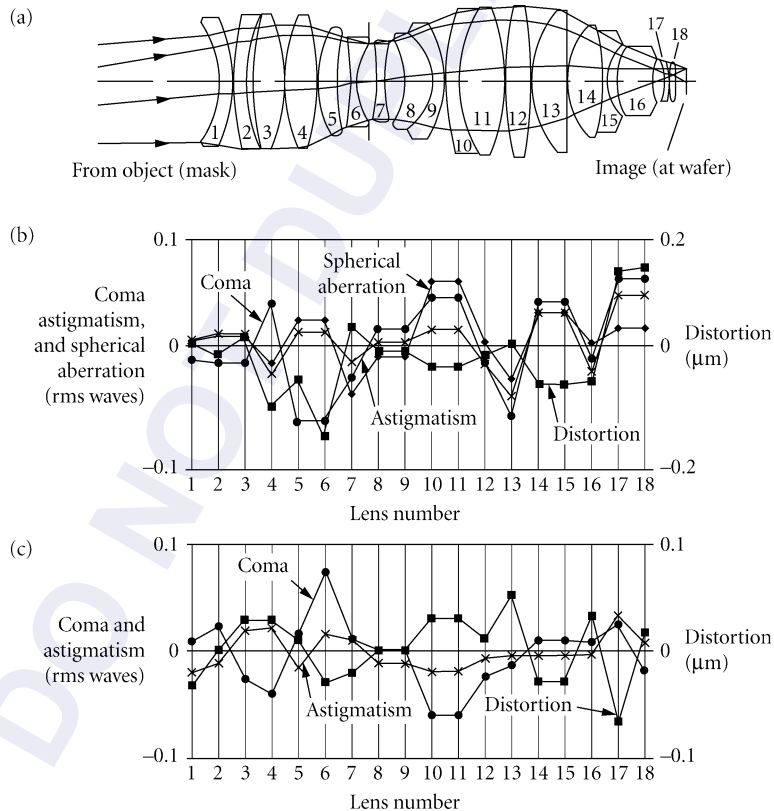 (a)
1 2 3 4 5 6 7 8 9 10 11 12 13 14 15 16 17 18
From object (mask)
Image (at wafer)
(b)
0.1 0.2
Coma
Spherical
aberration
Coma
astigmatism,
and spherical
aberration
(rms waves)
0 0
Distortion
(μm)
Astigmatism
Distortion
–0.1 –0.2
1 2 3 4 5 6 7 8 9 10 11 12 13 14 15 16 17 18
Lens number
(c)
0.1 0.1
Coma
Coma and
astigmatism
(rms waves)
0 0
Distortion
(μm)
Astigmatism
Distortion
–0.1 –0.1
1 2 3 4 5 6 7 8 9 10 11 12 13 14 15 16 17 18
Lens number